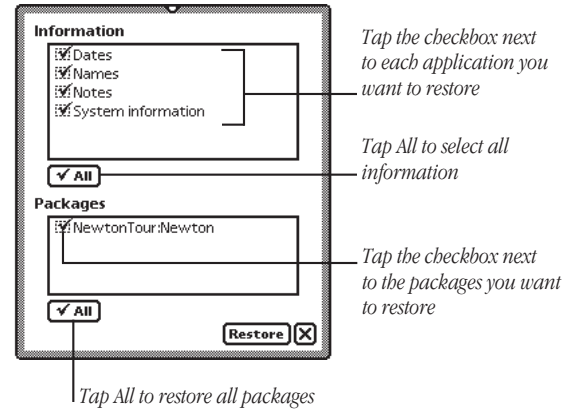 Information
Dates
Names
Notes
System information
All
Packages
NewtonTour:Newton
All
Restore
Tap the checkbox next
to each application you
want to restore
Tap All to select all
information
Tap the checkbox next
to the packages you want
to restore
Tap All to restore all packages